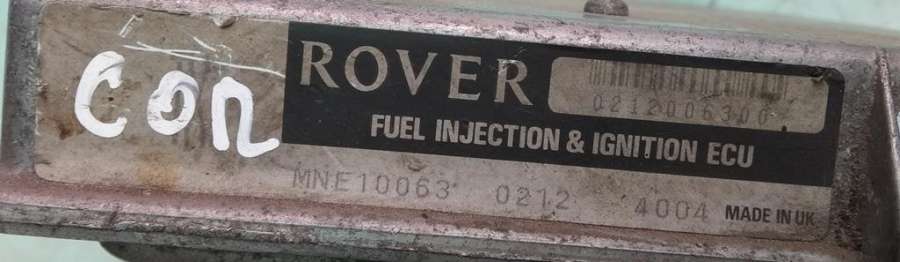 ROVER
0212006300
FUEL INJECTION & IGNITION ECU
MNE10063 0212 4004 MADE IN UK
con